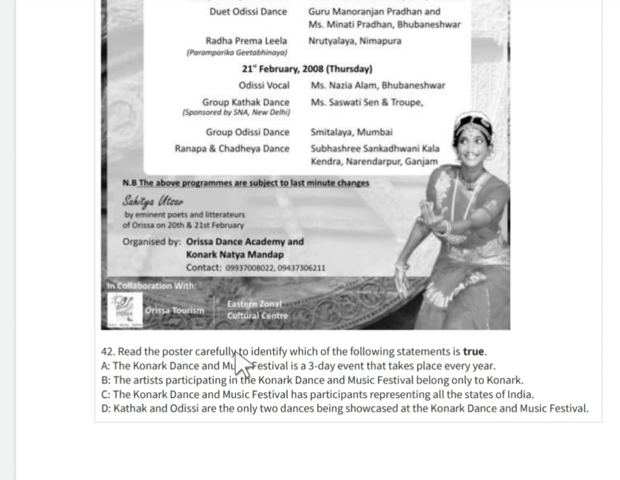 Duet Odissi Dance Guru Manoranjan Pradhan and
Ms. Minati Pradhan, Bhubaneshwar
Radha Prema Leela Nrutyalaya, Nimapura
(Paramparika Geetabhinaya)
21st February, 2008 (Thursday)
Odissi Vocal Ms. Nazia Alam, Bhubaneshwar
Group Kathak Dance Ms. Saswati Sen & Troupe,
(Sponsored by SNA, New Delhi)
Group Odissi Dance Smitalaya, Mumbai
Ranapa & Chadheya Dance Subhashree Sankadhwani Kala
Kendra, Narendarpur, Ganjam
N.B The above programmes are subject to last minute changes
Sahitya Utsav
by eminent poets and litterateurs
of Orissa on 20th & 21st February
Organised by: Orissa Dance Academy and
Konark Natya Mandap
Contact: 09937008022, 09437306211
In Collaboration With:
Orissa Tourism
Eastern Zonal
Cultural Centre
42. Read the poster carefully to identify which of the following statements is true.
A: The Konark Dance and Mu Festival is a 3-day event that takes place every year.
B: The artists participating in the Konark Dance and Music Festival belong only to Konark.
C: The Konark Dance and Music Festival has participants representing all the states of India.
D: Kathak and Odissi are the only two dances being showcased at the Konark Dance and Music Festival.